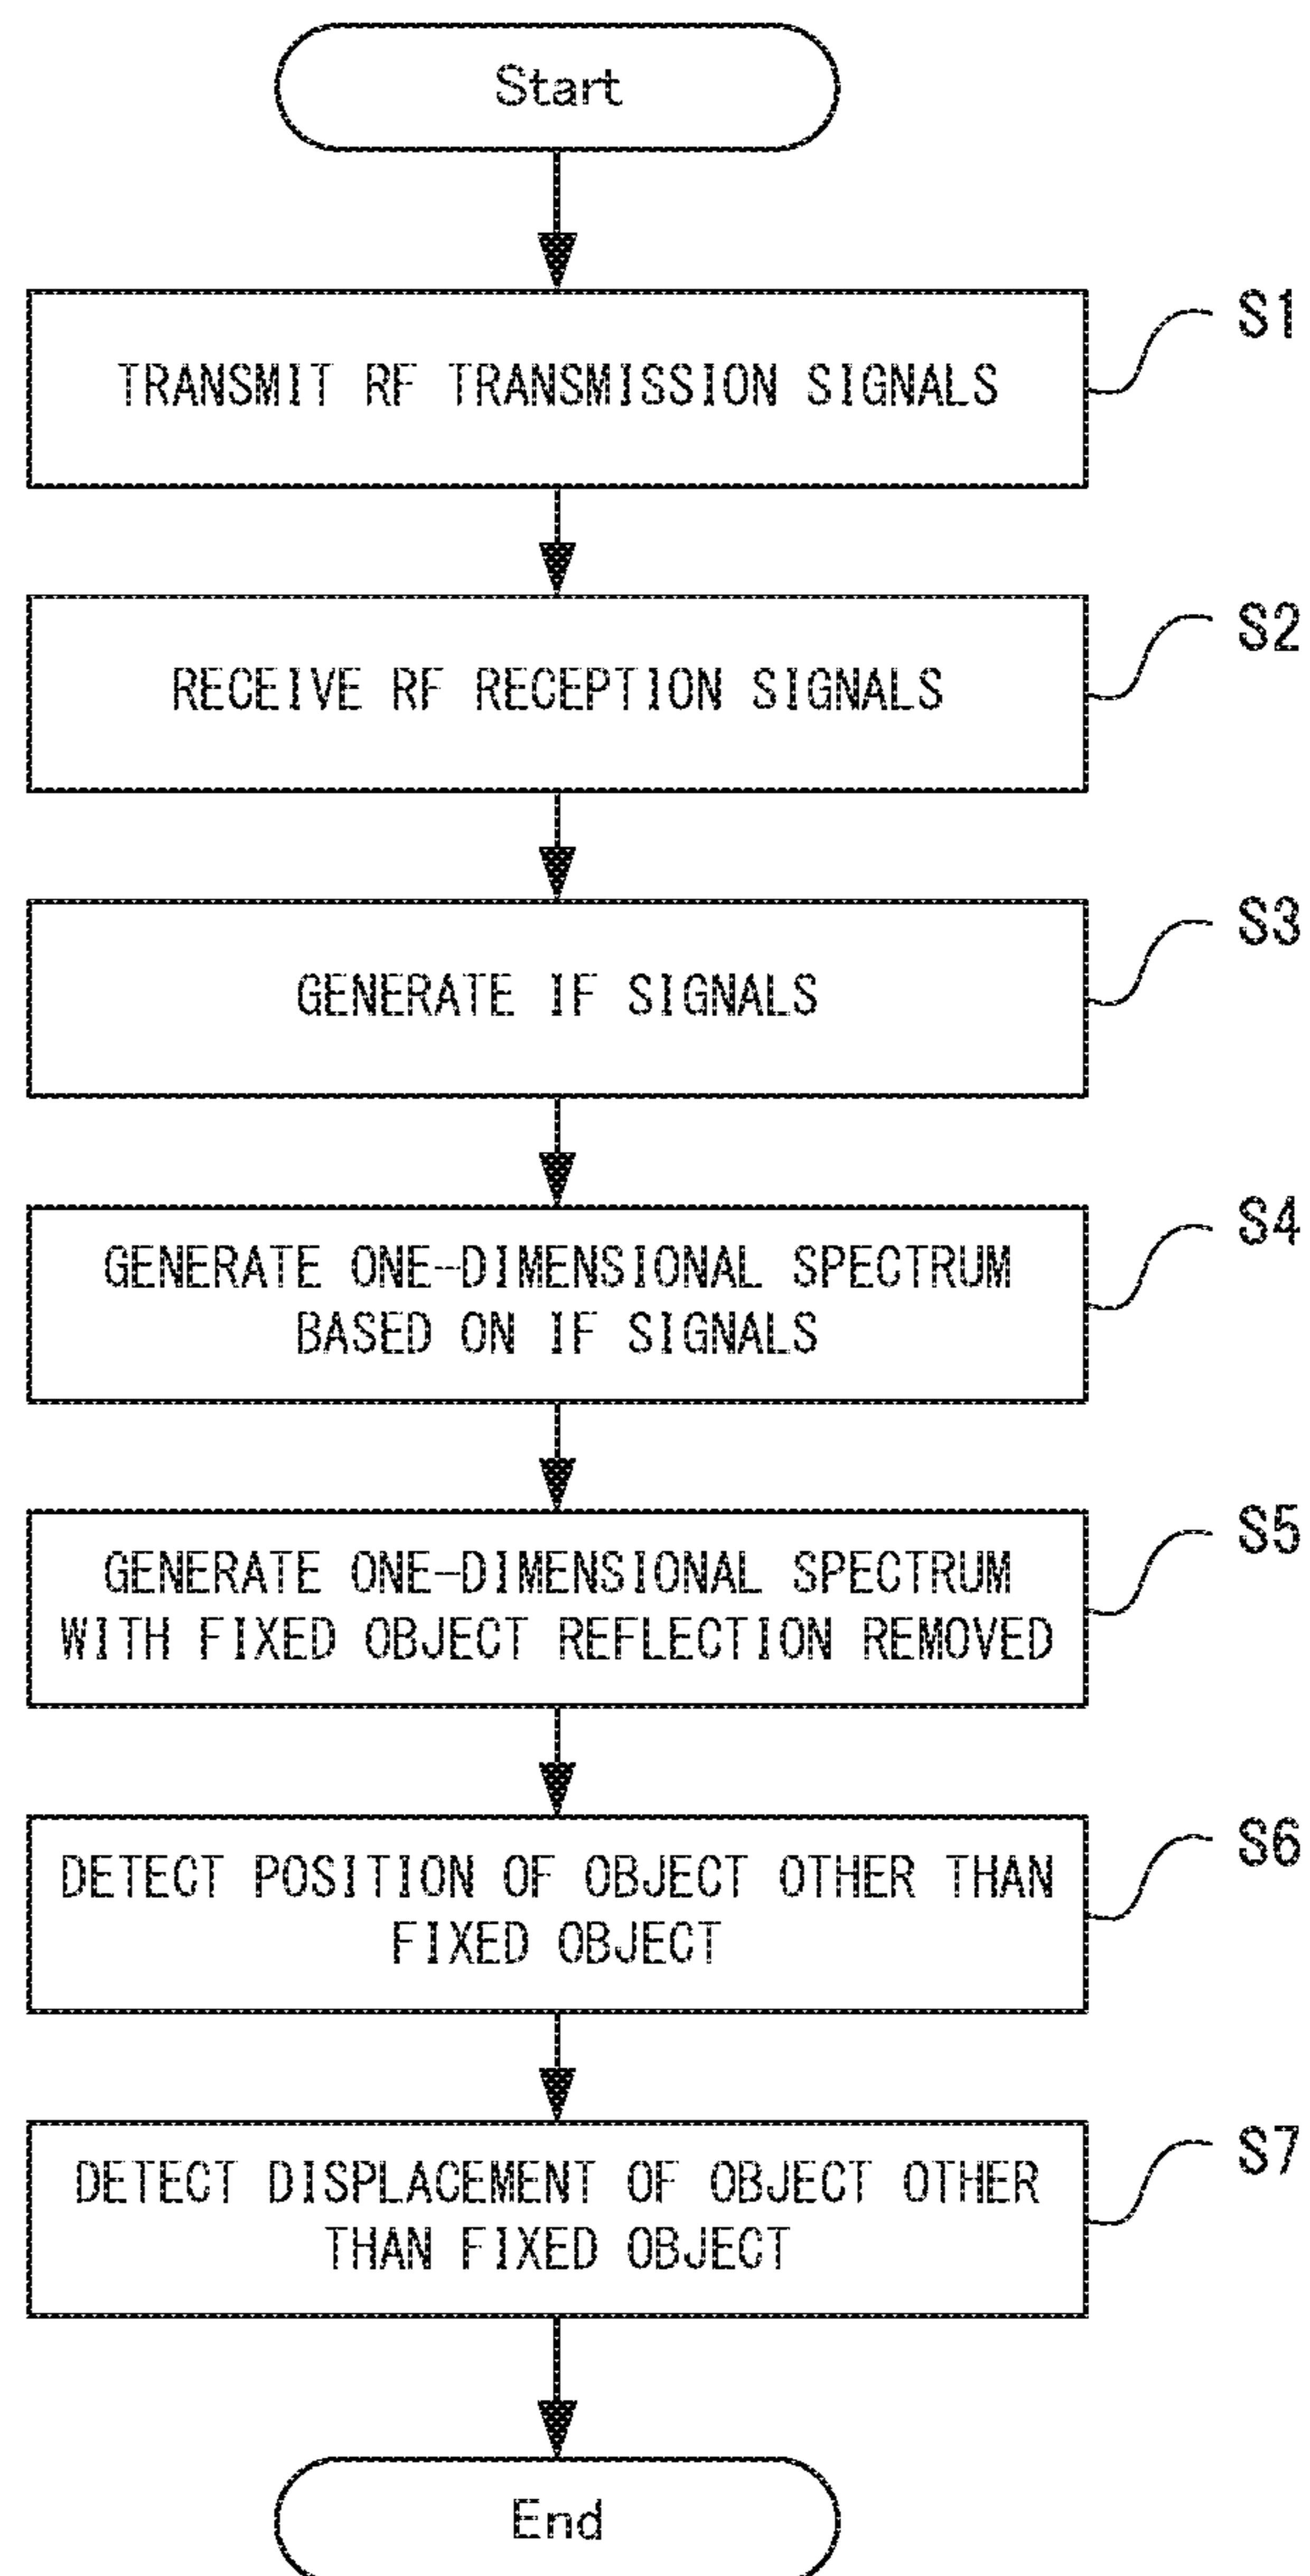 Start
TRANSMIT RF TRANSMISSION SIGNALS
S1
RECEIVE RF RECEPTION SIGNALS
S2
GENERATE IF SIGNALS
S3
GENERATE ONE-DIMENSIONAL SPECTRUM
BASED ON IF SIGNALS
S4
GENERATE ONE-DIMENSIONAL SPECTRUM
WITH FIXED OBJECT REFLECTION REMOVED
S5
DETECT POSITION OF OBJECT OTHER THAN
FIXED OBJECT
S6
DETECT DISPLACEMENT OF OBJECT OTHER
THAN FIXED OBJECT
S7
End